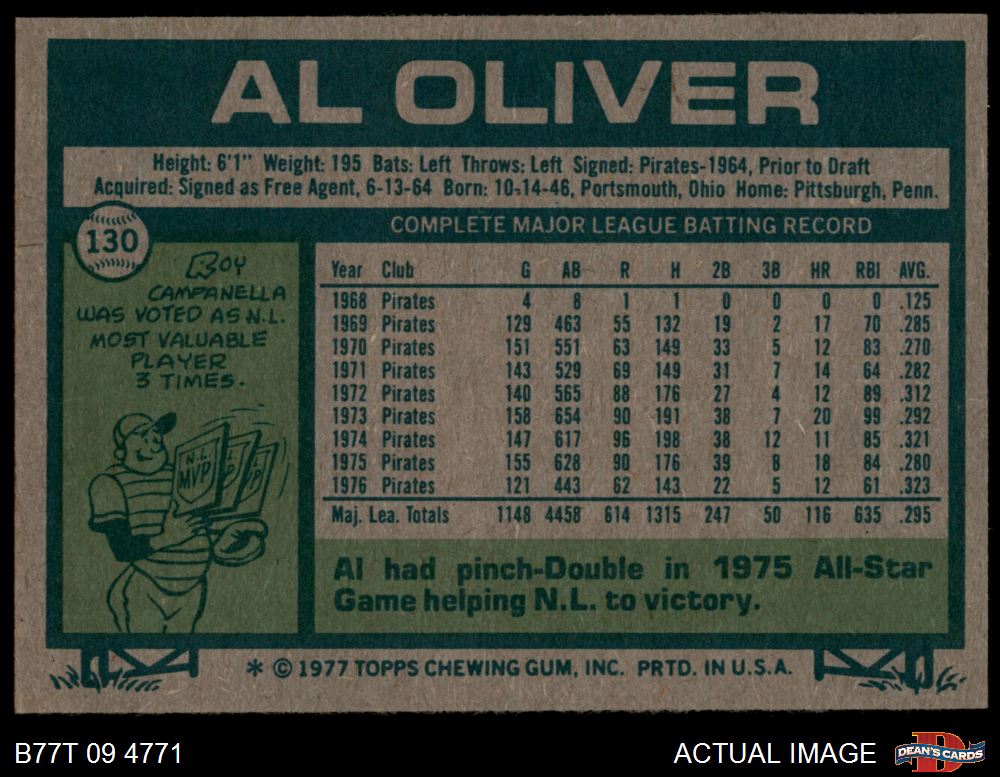 AL OLIVER
Height: 6'1" Weight: 195 Bats: Left Throws: Left Signed: Pirates-1964, Prior to Draft
Acquired: Signed as Free Agent, 6-13-64 Born: 10-14-46, Portsmouth, Ohio Home: Pittsburgh, Penn.
130
ROY
CAMPANELLA
WAS VOTED AS N.L.
MOST VALUABLE
PLAYER
3 TIMES.
N.L.
MVP
COMPLETE MAJOR LEAGUE BATTING RECORD
Year Club G AB R H 2B 3B HR RBI AVG.
1968 Pirates 4 8 1 1 0 0 0 0 .125
1969 Pirates 129 463 55 132 19 2 17 70 .285
1970 Pirates 151 551 63 149 33 5 12 83 .270
1971 Pirates 143 529 69 149 31 7 14 64 .282
1972 Pirates 140 565 88 176 27 4 12 89 .312
1973 Pirates 158 654 90 191 38 7 20 99 .292
1974 Pirates 147 617 96 198 38 12 11 85 .321
1975 Pirates 155 628 90 176 39 8 18 84 .280
1976 Pirates 121 443 62 143 22 5 12 61 .323
Maj. Lea. Totals 1148 4458 614 1315 247 50 116 635 .295
Al had pinch-Double in 1975 All-Star
Game helping N.L. to victory.
* © 1977 TOPPS CHEWING GUM, INC. PRTD. IN U.S.A.
B77T 09 4771
ACTUAL IMAGE
DEAN'S CARDS